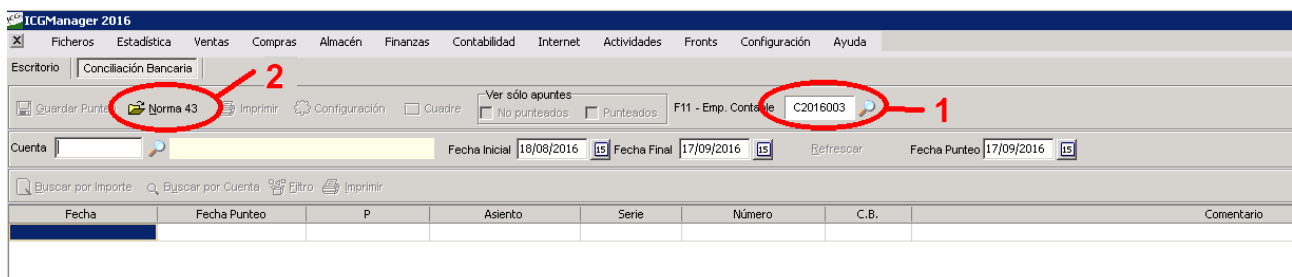 ICGManager 2016
X Ficheros Estadística Ventas Compras Almacén Finanzas Contabilidad Internet Actividades Fronts Configuración Ayuda
Escritorio Conciliación Bancaria 2
Guardar Punteo Norma 43 Imprimir Configuración Cuadre Ver sólo apuntes No punteados Punteados F11 - Emp. Contable C2016003 1
Cuenta Fecha Inicial 18/08/2016 15 Fecha Final 17/09/2016 15 Refrescar Fecha Punteo 17/09/2016 15
Buscar por Importe Buscar por Cuenta Filtro Imprimir
Fecha Fecha Punteo P Asiento Serie Número C.B. Comentario